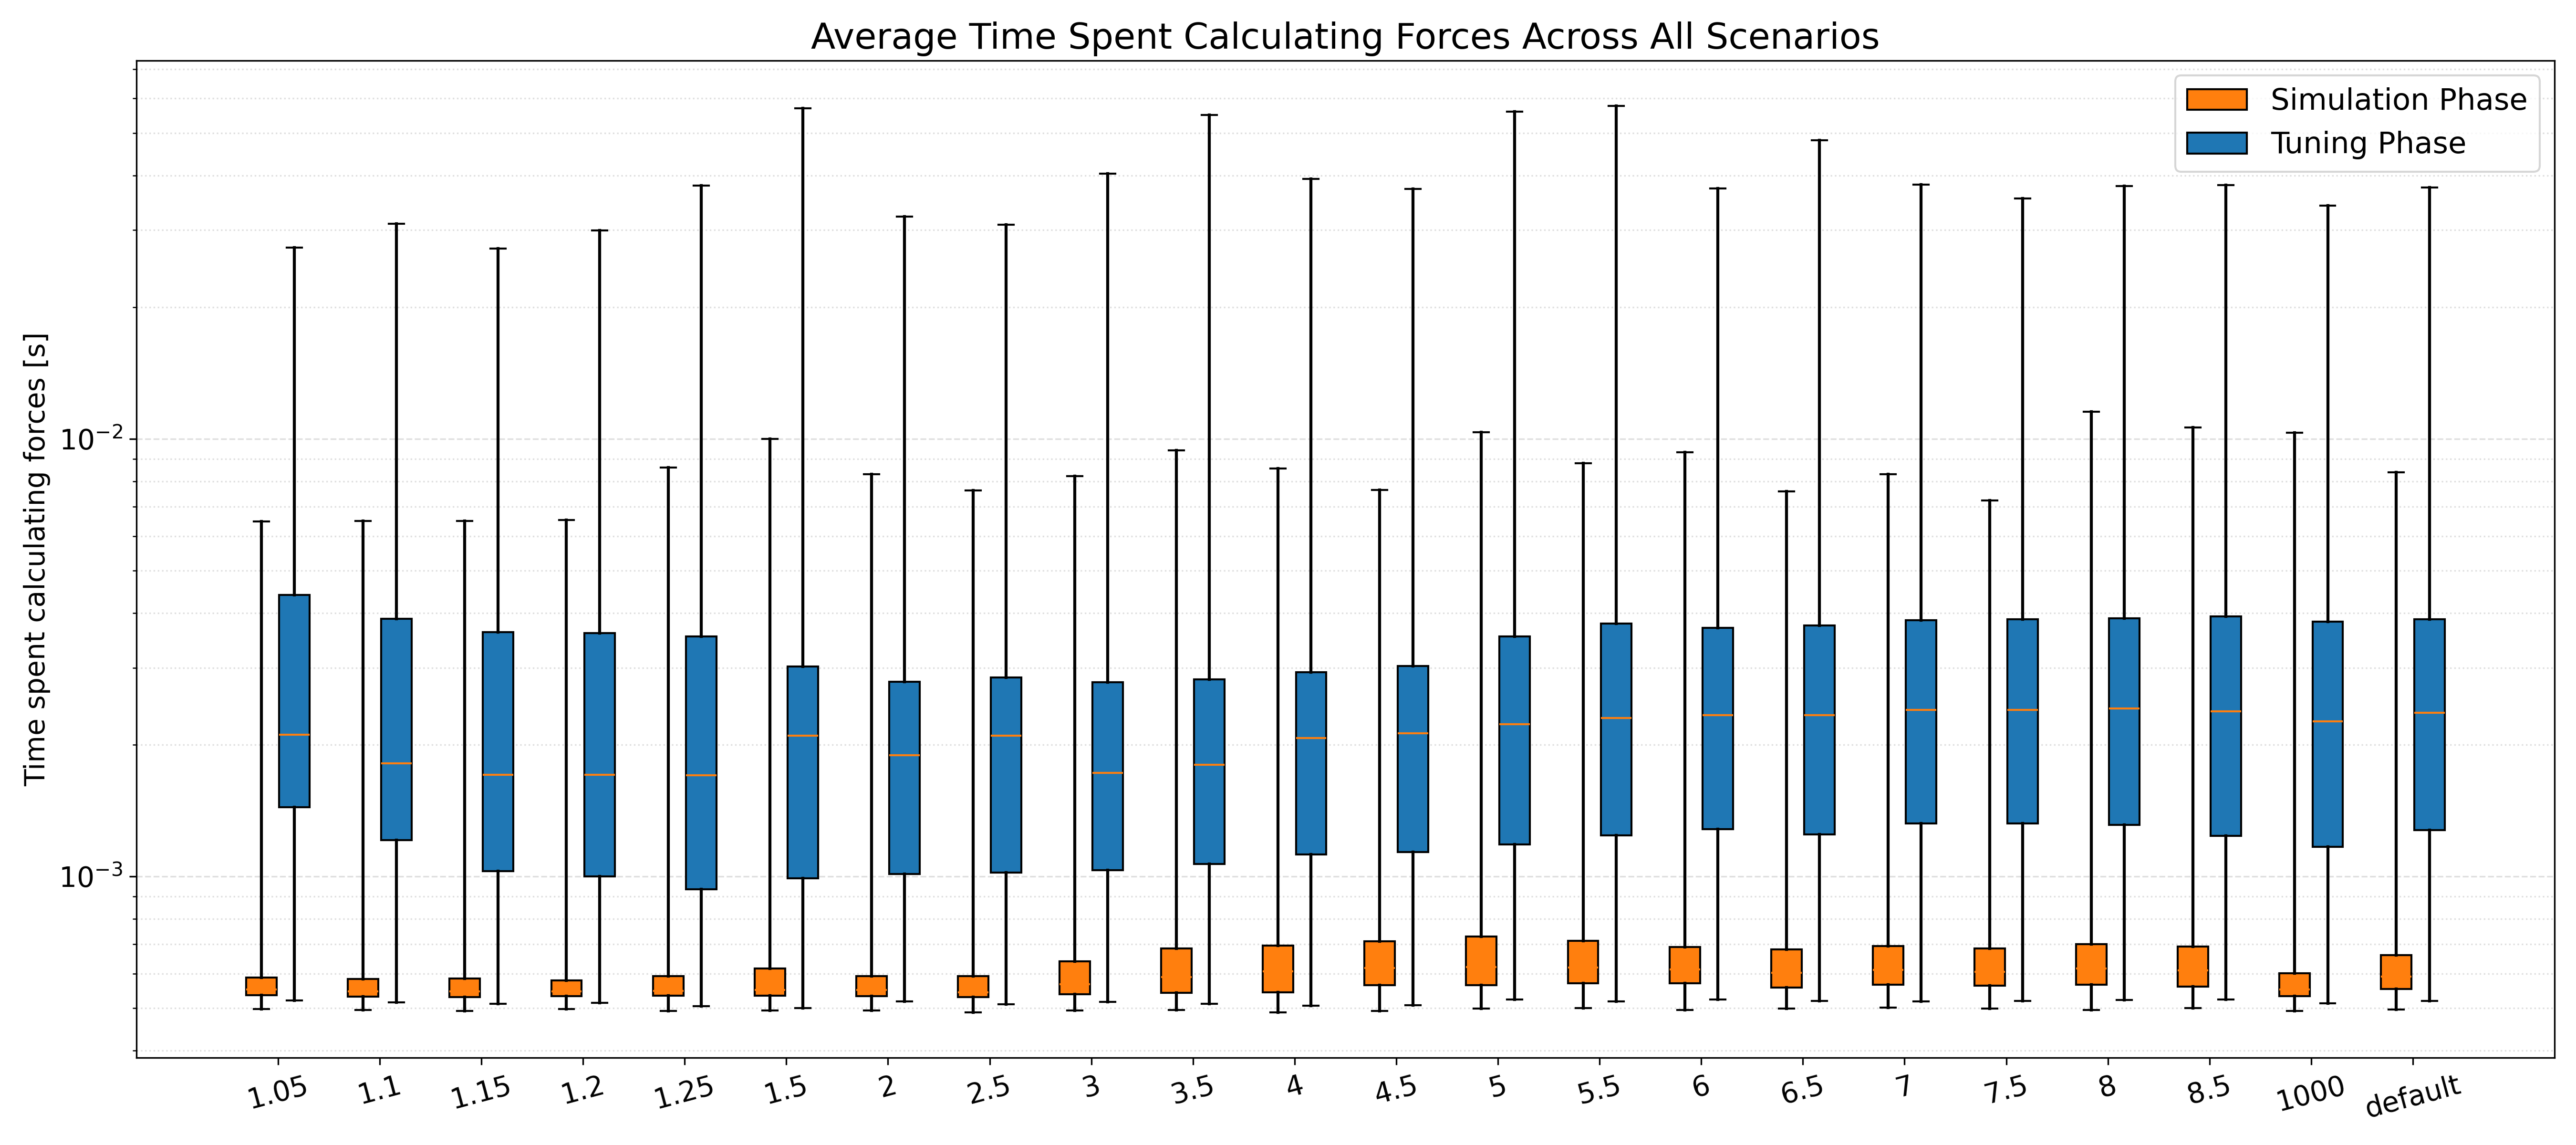 Average Time Spent Calculating Forces Across All Scenarios
Simulation Phase
Tuning Phase
Time spent calculating forces [s]
10⁻²
10⁻³
1.05 1.1 1.15 1.2 1.25 1.5 2 2.5 3 3.5 4 4.5 5 5.5 6 6.5 7 7.5 8 8.5 1000 default